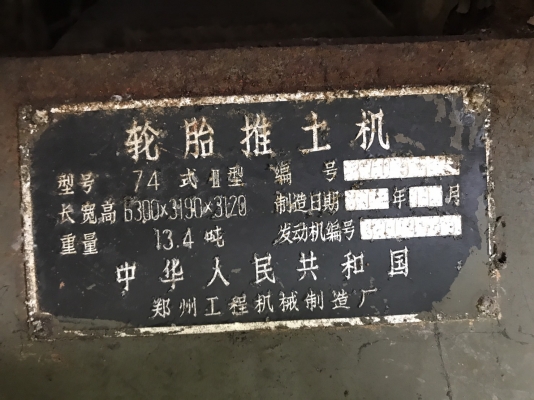 轮胎推土机
型号 74 式 Ⅲ型 编号
长宽高 6300×3190×3120 制造日期 年 月
重量 13.4 吨 发动机编号
中华人民共和国
郑州工程机械制造厂